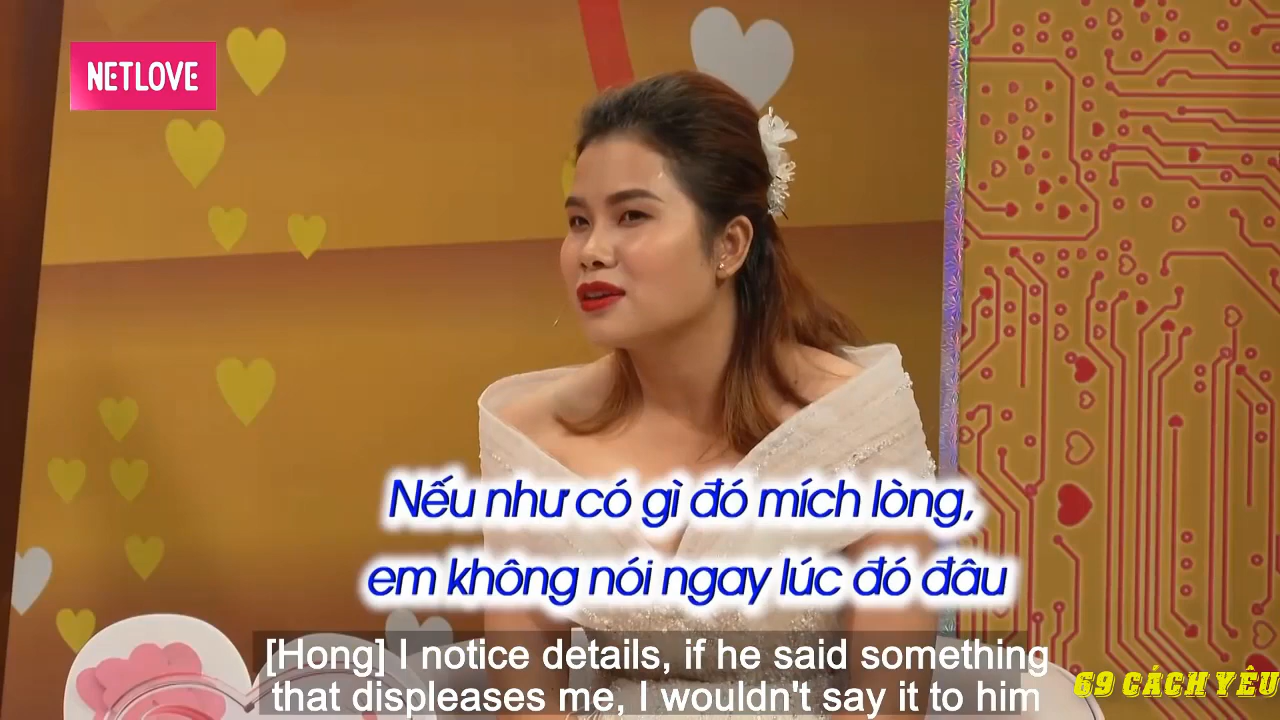 NETLOVE
Nếu như có gì đó mích lòng,
em không nói ngay lúc đó đâu
[Hong] I notice details, if he said something
that displeases me, I wouldn't say it to him
69 CÁCH YÊU